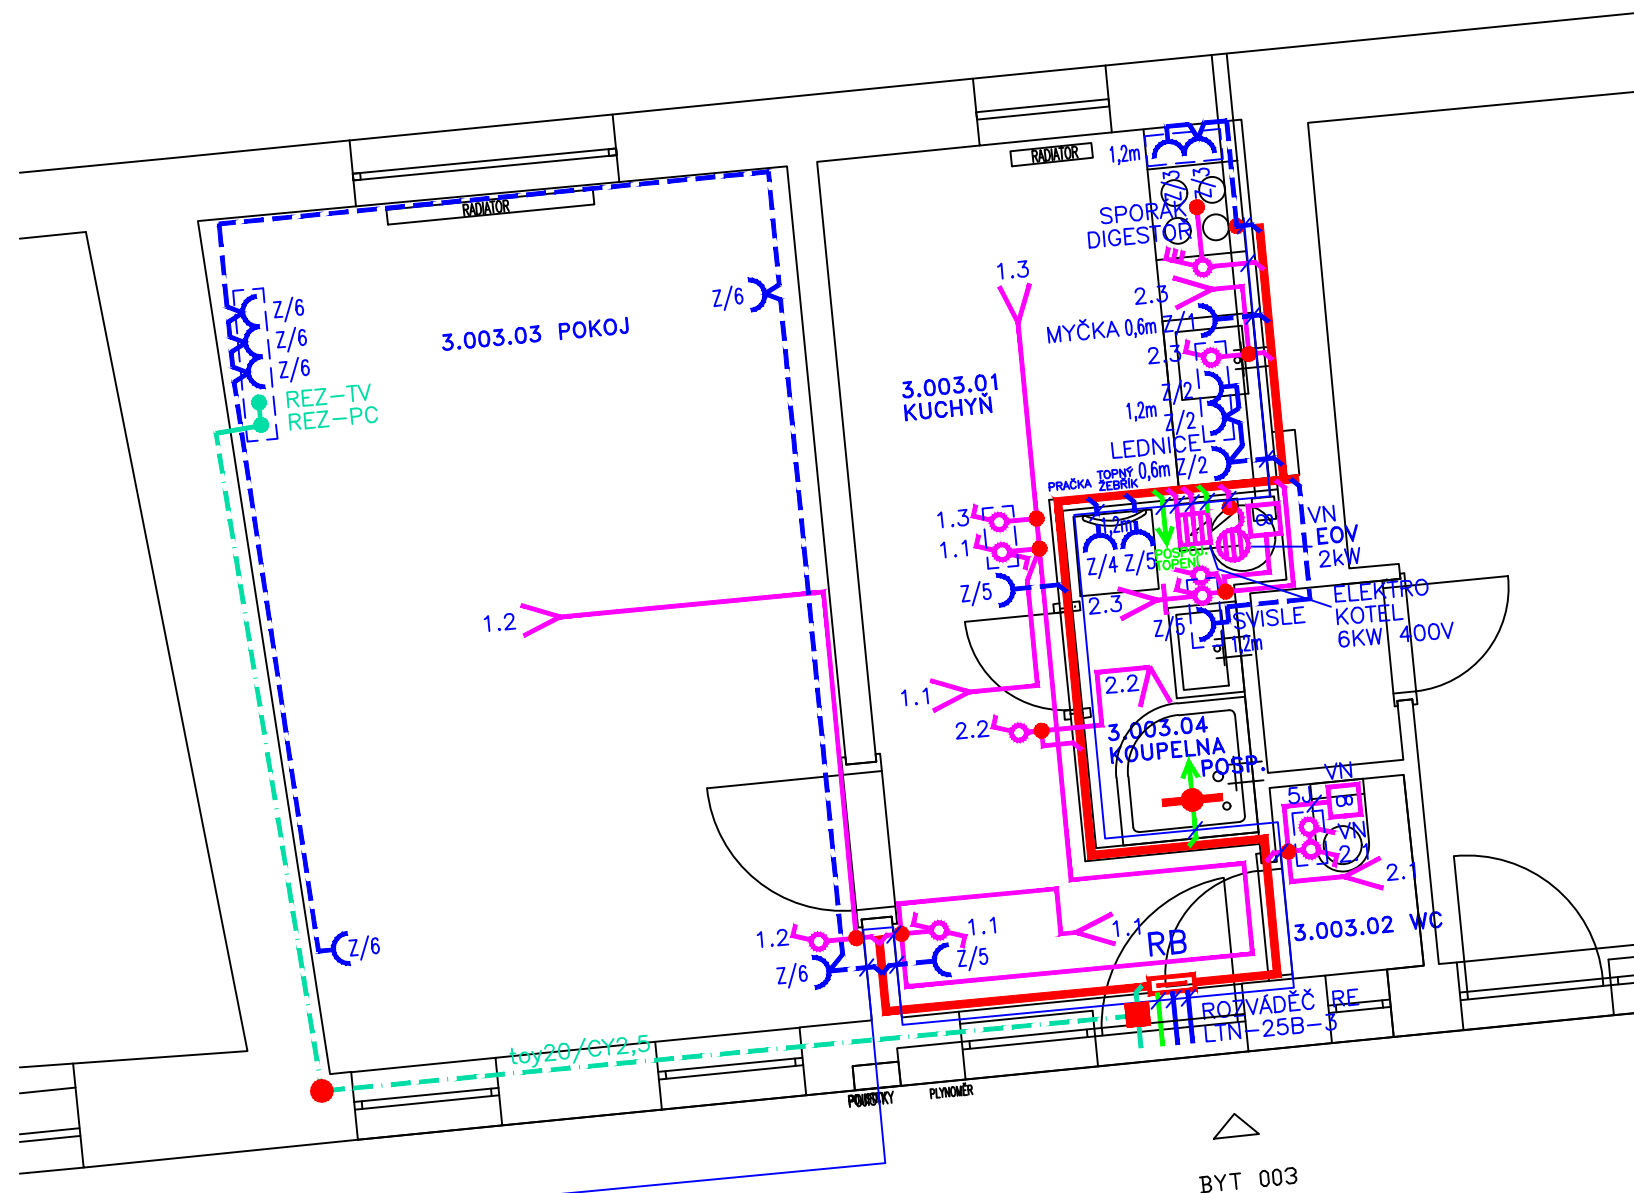 RADIATOR
1,2m
Z/3
Z/3
RADIATOR
SPORÁK
DIGESTOŘ
1.3
Z/6
2.3
Z/6
Z/6
Z/6
3.003.03 POKOJ
MYČKA 0,6m Z/1
2.3
REZ-TV
REZ-PC
3.003.01
KUCHYŇ
Z/2
1,2m
Z/2
LEDNICE
0,6m Z/2
PRAČKA
TOPNÝ
ŽEBŘÍK
1.3
1.1
1,2m
B
VN
EOV
2kW
POSPOJ.
TOPENÍ
Z/4
Z/5
Z/5
2.3
ELEKTRO
KOTEL
6KW 400V
1.2
Z/5
SVISLE
1,2m
1.1
2.2
2.2
3.003.04
KOUPELNA
POSP.
VN
5J
B
VN
2.1
2.1
1.2
1.1
1.1
3.003.02 WC
RB
Z/6
Z/5
ROZVÁDĚČ RE
LTN-25B-3
toy20/CY2,5
PLYNOMĚR
BYT 003